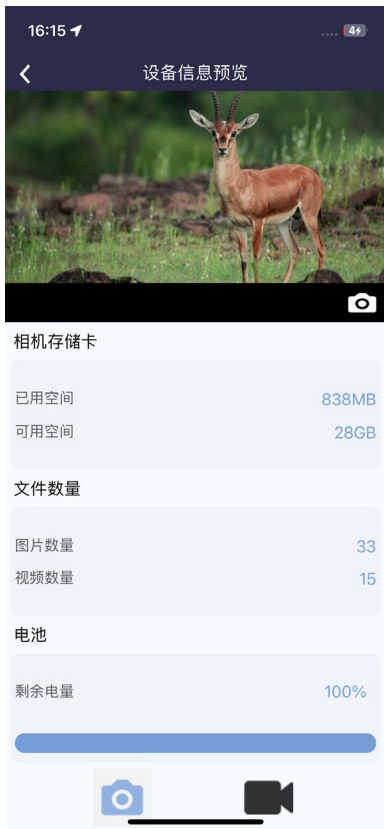 16:15
4
设备信息预览
相机存储卡
已用空间 838MB
可用空间 28GB
文件数量
图片数量 33
视频数量 15
电池
剩余电量 100%